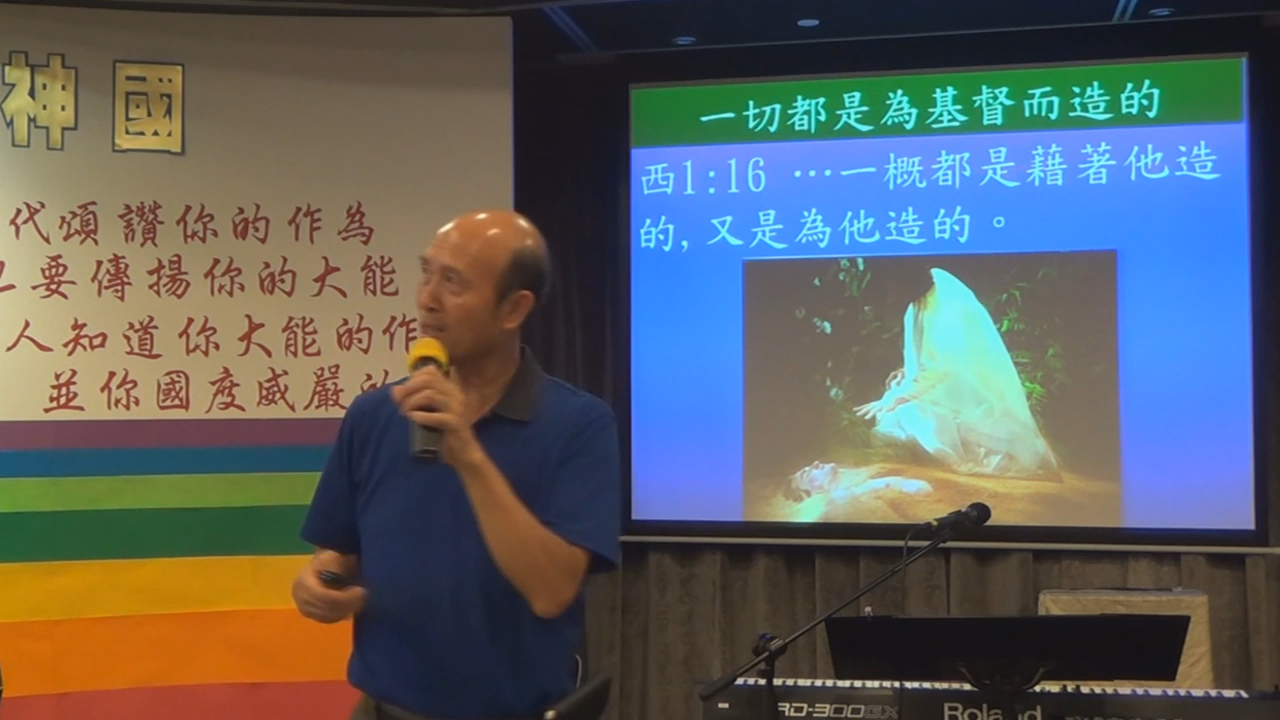 神國
代頌讚你的作為
要傳揚你的大能
人知道你大能的作
並你國度威嚴
一切都是為基督而造的
西1:16 …一概都是藉著他造
的,又是為他造的。
RD-300GX
Roland